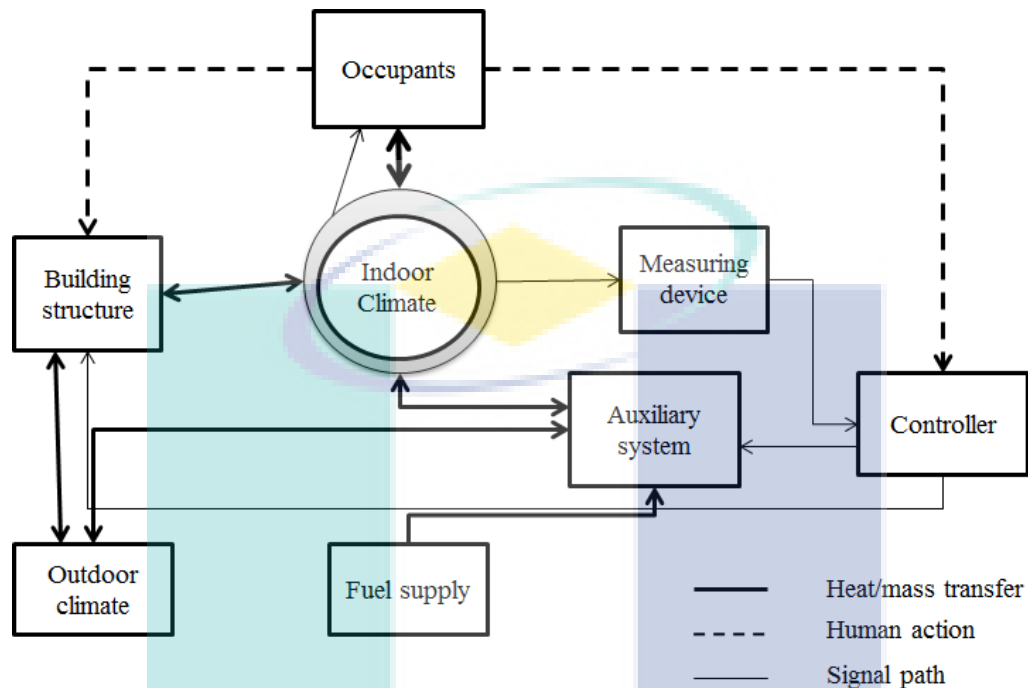 Occupants
Building
structure
Indoor
Climate
Measuring
device
Auxiliary
system
Controller
Outdoor
climate
Fuel supply
Heat/mass transfer
Human action
Signal path